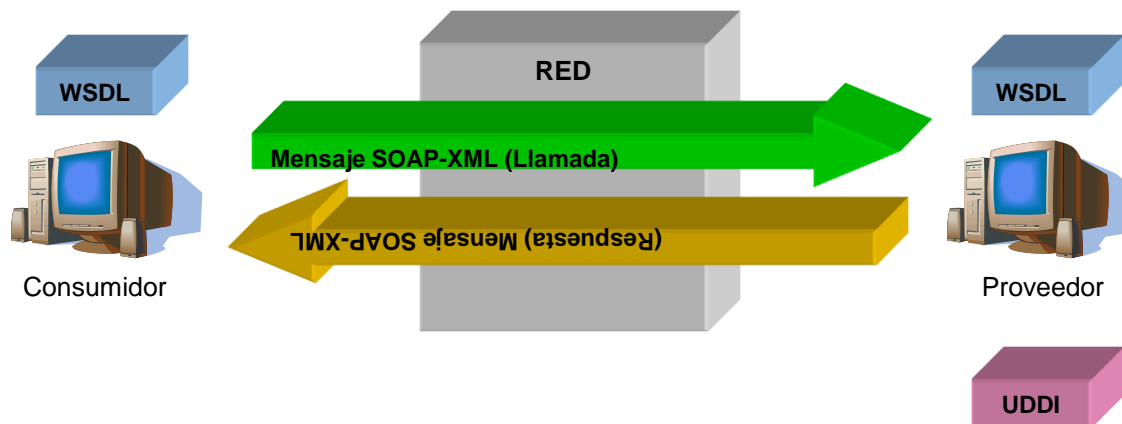 RED
WSDL
WSDL
Mensaje SOAP-XML (Llamada)
(Respuesta) Mensaje SOAP-XML
Consumidor
Proveedor
UDDI